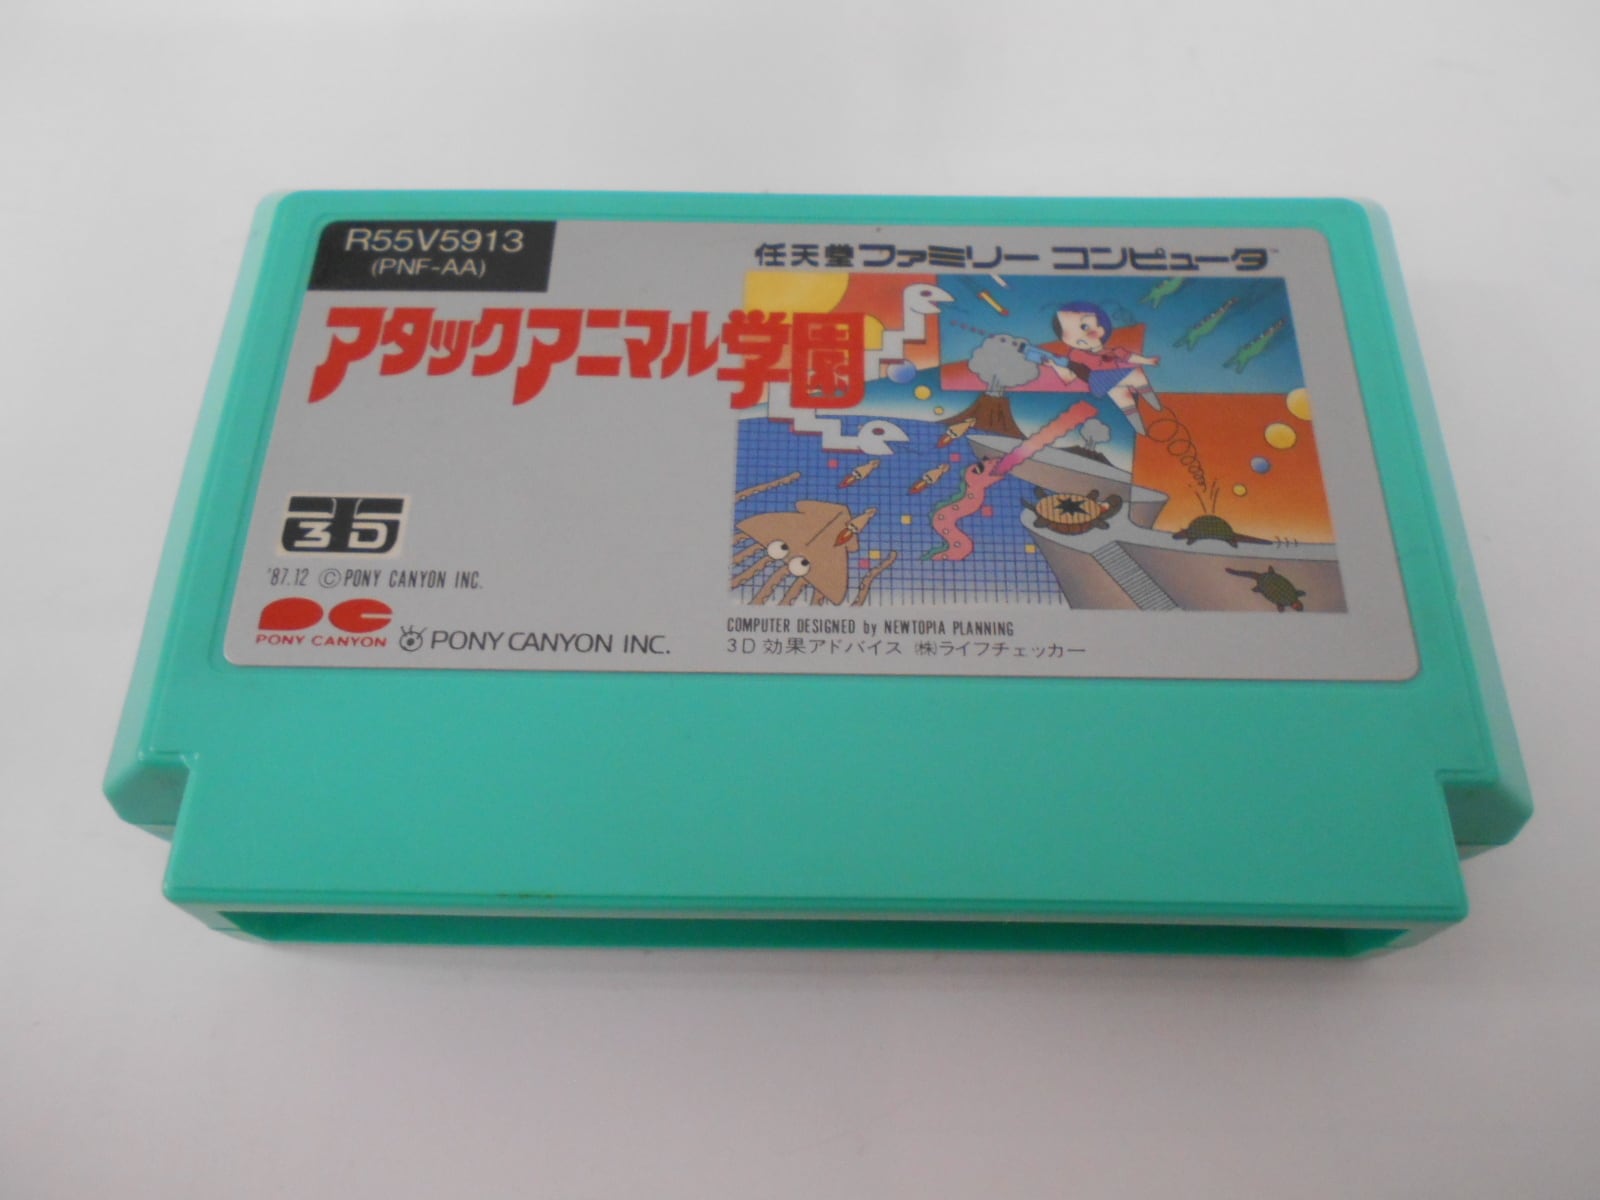 R55V5913
(PNF-AA)
任天堂ファミリー コンピュータ™
アタックアニマル学園
3D
'87.12 ©PONY CANYON INC.
PONY CANYON
PONY CANYON INC.
COMPUTER DESIGNED by NEWTOPIA PLANNING
3D 効果アドバイス ㈱ライフチェッカー